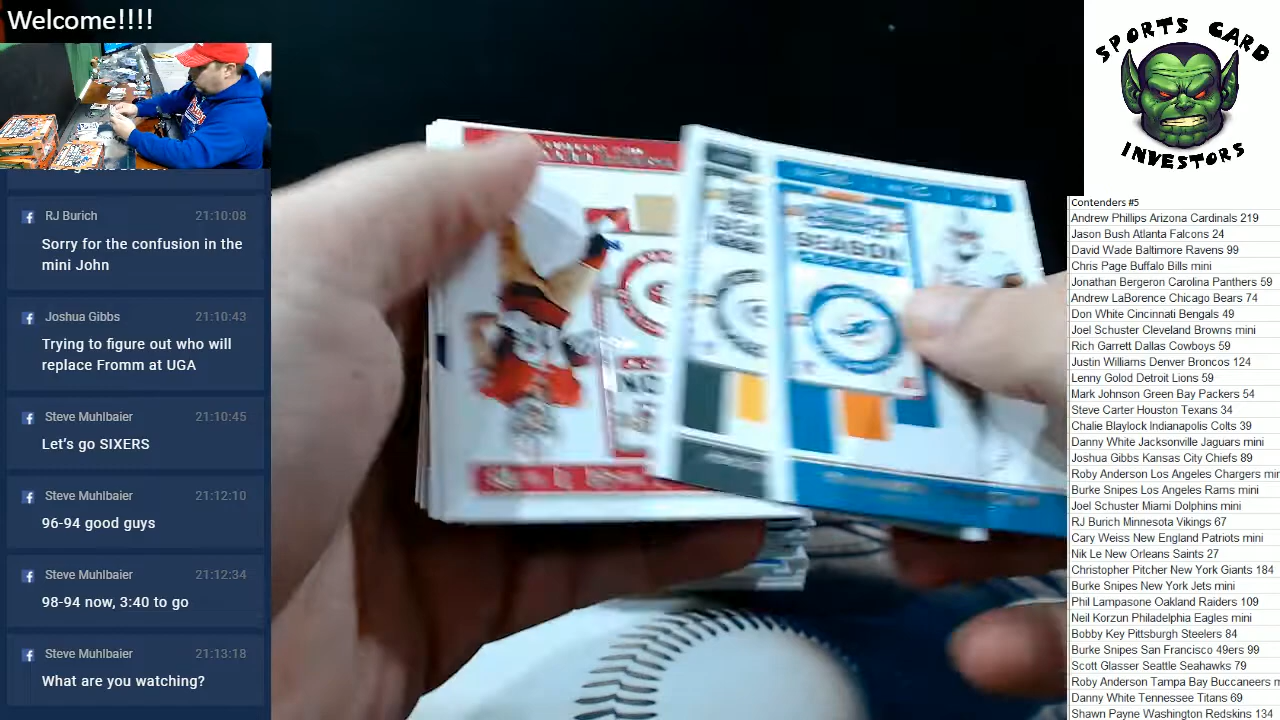 Welcome!!!!
RJ Burich 21:10:08
Sorry for the confusion in the
mini John
Joshua Gibbs 21:10:43
Trying to figure out who will
replace Fromm at UGA
Steve Muhlbaier 21:10:45
Let's go SIXERS
Steve Muhlbaier 21:12:10
96-94 good guys
Steve Muhlbaier 21:12:34
98-94 now, 3:40 to go
Steve Muhlbaier 21:13:18
What are you watching?
SEASON
SPORTS CARD
INVESTORS
Contenders #5
Andrew Phillips Arizona Cardinals 219
Jason Bush Atlanta Falcons 24
David Wade Baltimore Ravens 99
Chris Page Buffalo Bills mini
Jonathan Bergeron Carolina Panthers 59
Andrew LaBorence Chicago Bears 74
Don White Cincinnati Bengals 49
Joel Schuster Cleveland Browns mini
Rich Garrett Dallas Cowboys 59
Justin Williams Denver Broncos 124
Lenny Golod Detroit Lions 59
Mark Johnson Green Bay Packers 54
Steve Carter Houston Texans 34
Chalie Blaylock Indianapolis Colts 39
Danny White Jacksonville Jaguars mini
Joshua Gibbs Kansas City Chiefs 89
Roby Anderson Los Angeles Chargers
Burke Snipes Los Angeles Rams mini
Joel Schuster Miami Dolphins mini
RJ Burich Minnesota Vikings 67
Cary Weiss New England Patriots mini
Nik Le New Orleans Saints 27
Christopher Pitcher New York Giants 184
Burke Snipes New York Jets mini
Phil Lampasone Oakland Raiders 109
Neil Korzun Philadelphia Eagles mini
Bobby Key Pittsburgh Steelers 84
Burke Snipes San Francisco 49ers 99
Scott Glasser Seattle Seahawks 79
Roby Anderson Tampa Bay Buccaneers
Danny White Tennessee Titans 69
Shawn Payne Washington Redskins 134